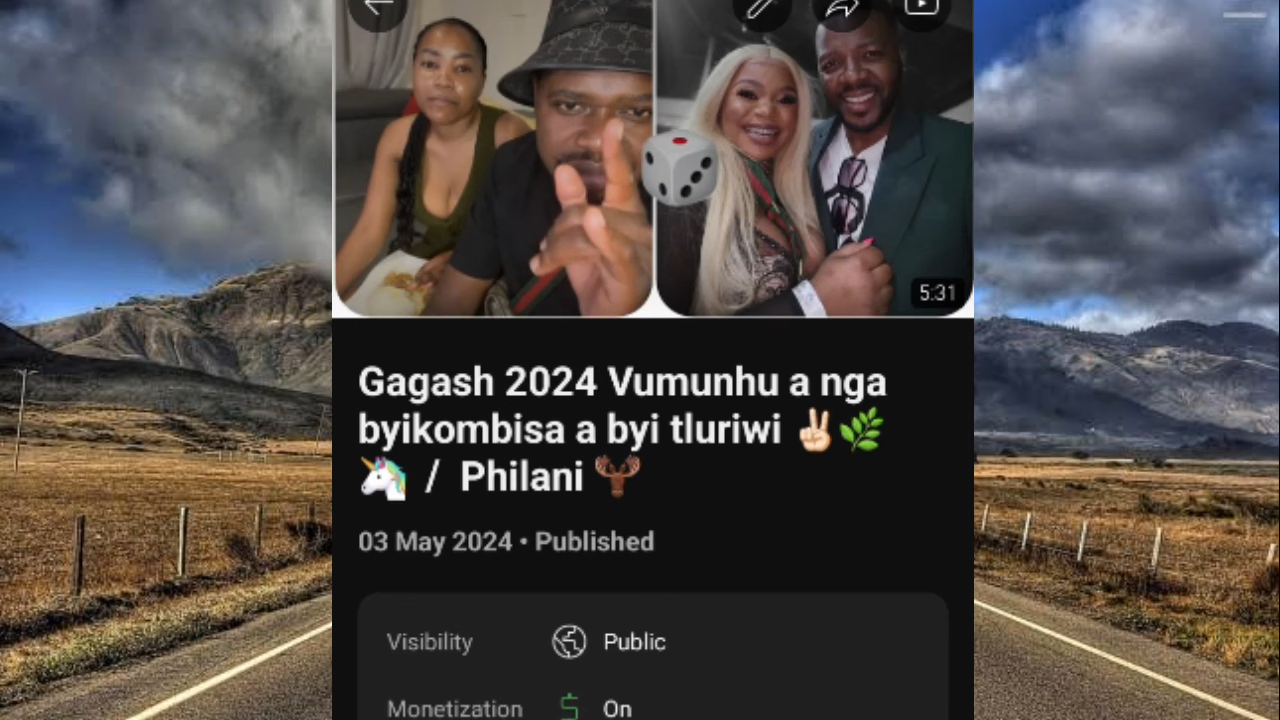 5:31
Gagash 2024 Vumunhu a nga
byikombisa a byi tluriwi ✌🏻🌿
🦄 / Philani 🫎
03 May 2024 • Published
Visibility Public
Monetization On